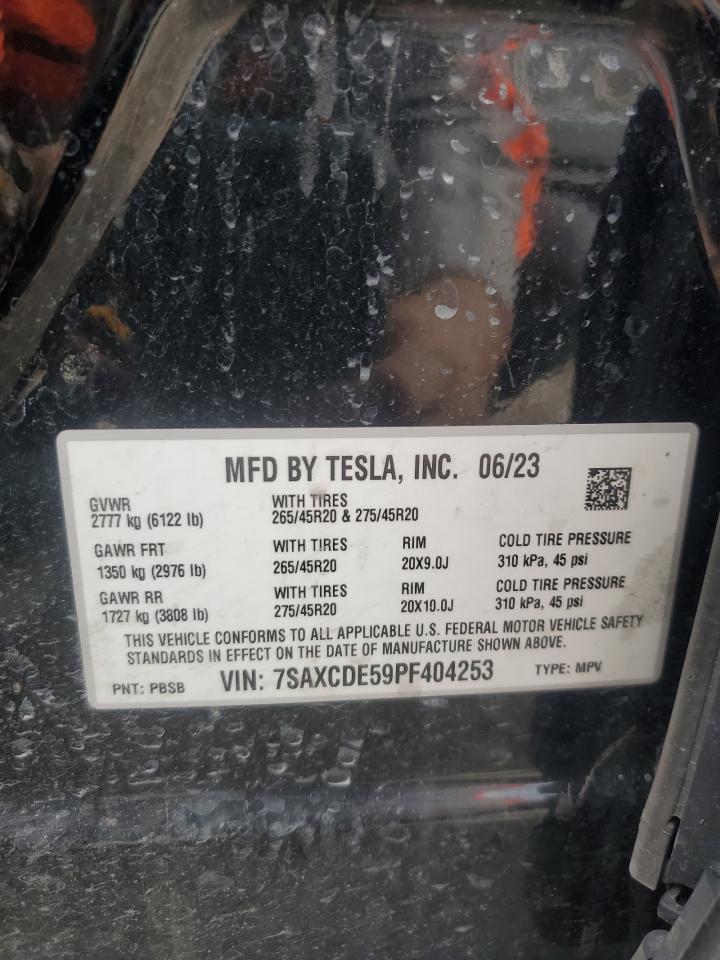 MFD BY TESLA, INC. 06/23
GVWR WITH TIRES
2777 kg (6122 lb) 265/45R20 & 275/45R20
GAWR FRT WITH TIRES RIM COLD TIRE PRESSURE
1350 kg (2976 lb) 265/45R20 20X9.0J 310 kPa, 45 psi
GAWR RR WITH TIRES RIM COLD TIRE PRESSURE
1727 kg (3808 lb) 275/45R20 20X10.0J 310 kPa, 45 psi
THIS VEHICLE CONFORMS TO ALL APPLICABLE U.S. FEDERAL MOTOR VEHICLE SAFETY
STANDARDS IN EFFECT ON THE DATE OF MANUFACTURE SHOWN ABOVE.
PNT: PBSB VIN: 7SAXCDE59PF404253 TYPE: MPV